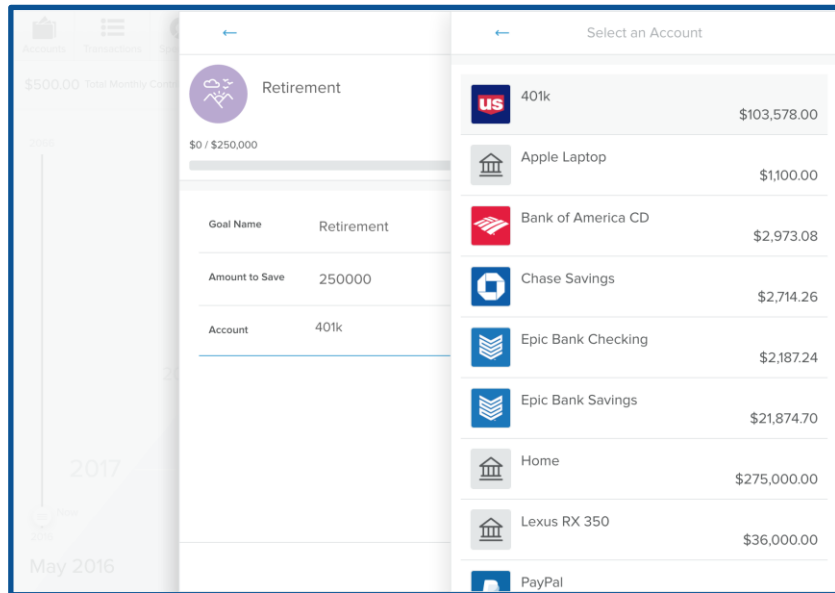 Accounts
Transactions
$500.00 Total Monthly
2017
May 2016
←
Retirement
$0 / $250,000
Goal Name
Retirement
Amount to Save
250000
Account
401k
←
Select an Account
us
401k
$103,578.00
Apple Laptop
$1,100.00
Bank of America CD
$2,973.08
Chase Savings
$2,714.26
Epic Bank Checking
$2,187.24
Epic Bank Savings
$21,874.70
Home
$275,000.00
Lexus RX 350
$36,000.00
PayPal